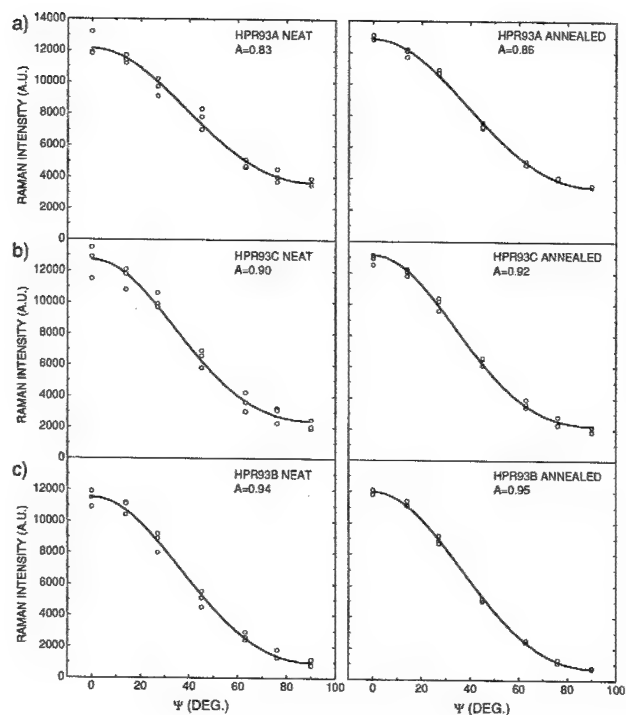 a)
14000
12000
10000
8000
6000
4000
2000
0
RAMAN INTENSITY (A.U.)
HPR93A NEAT
A=0.83
HPR93A ANNEALED
A=0.86
b)
12000
10000
8000
6000
4000
2000
0
RAMAN INTENSITY (A.U.)
HPR93C NEAT
A=0.90
HPR93C ANNEALED
A=0.92
c)
12000
10000
8000
6000
4000
2000
0
RAMAN INTENSITY (A.U.)
HPR93B NEAT
A=0.94
HPR93B ANNEALED
A=0.95
0 20 40 60 80 100
0 20 40 60 80 100
Ψ (DEG.)
Ψ (DEG.)